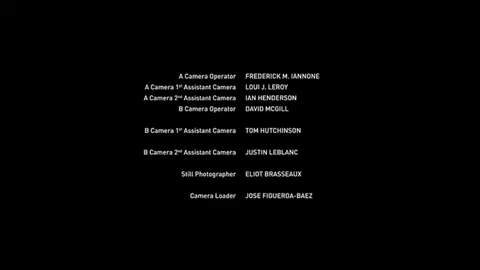 A Camera Operator FREDERICK M. IANNONE
A Camera 1st Assistant Camera LOUI J. LEROY
A Camera 2nd Assistant Camera IAN HENDERSON
B Camera Operator DAVID MCGILL
B Camera 1st Assistant Camera TOM HUTCHINSON
B Camera 2nd Assistant Camera JUSTIN LEBLANC
Still Photographer ELIOT BRASSEAUX
Camera Loader JOSE FIGUEROA-BAEZ